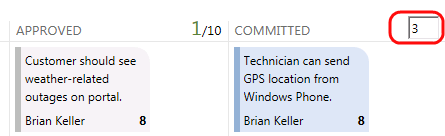 APPROVED 1/10 COMMITTED 3
Customer should see
weather-related
outages on portal.
Brian Keller 8
Technician can send
GPS location from
Windows Phone.
Brian Keller 8